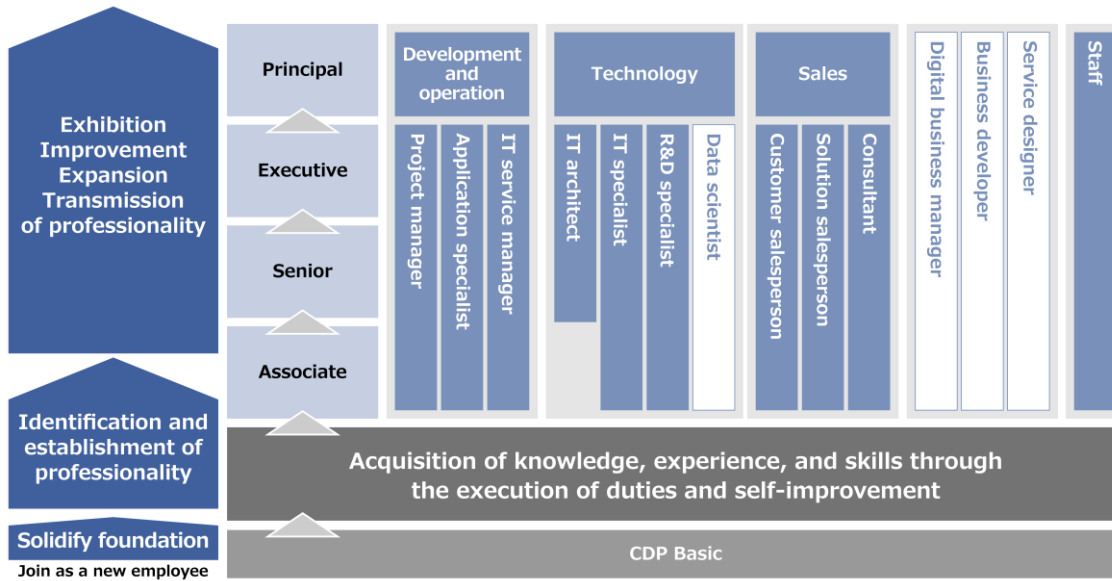 Exhibition
Improvement
Expansion
Transmission
of professionality
Identification and
establishment of
professionality
Solidify foundation
Join as a new employee
Principal
Executive
Senior
Associate
Development
and
operation
Project manager
Application specialist
IT service manager
Technology
IT architect
IT specialist
R&D specialist
Data scientist
Sales
Customer salesperson
Solution salesperson
Consultant
Digital business manager
Business developer
Service designer
Staff
Acquisition of knowledge, experience, and skills through
the execution of duties and self-improvement
CDP Basic